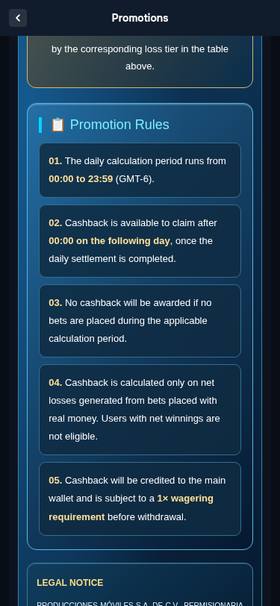 Promotions
by the corresponding loss tier in the table
above.
📋 Promotion Rules
01. The daily calculation period runs from
00:00 to 23:59 (GMT-6).
02. Cashback is available to claim after
00:00 on the following day, once the
daily settlement is completed.
03. No cashback will be awarded if no
bets are placed during the applicable
calculation period.
04. Cashback is calculated only on net
losses generated from bets placed with
real money. Users with net winnings are
not eligible.
05. Cashback will be credited to the main
wallet and is subject to a 1× wagering
requirement before withdrawal.
LEGAL NOTICE
PRODUCCIONES MÓVILES S.A. DE C.V., PERMISIONARIA